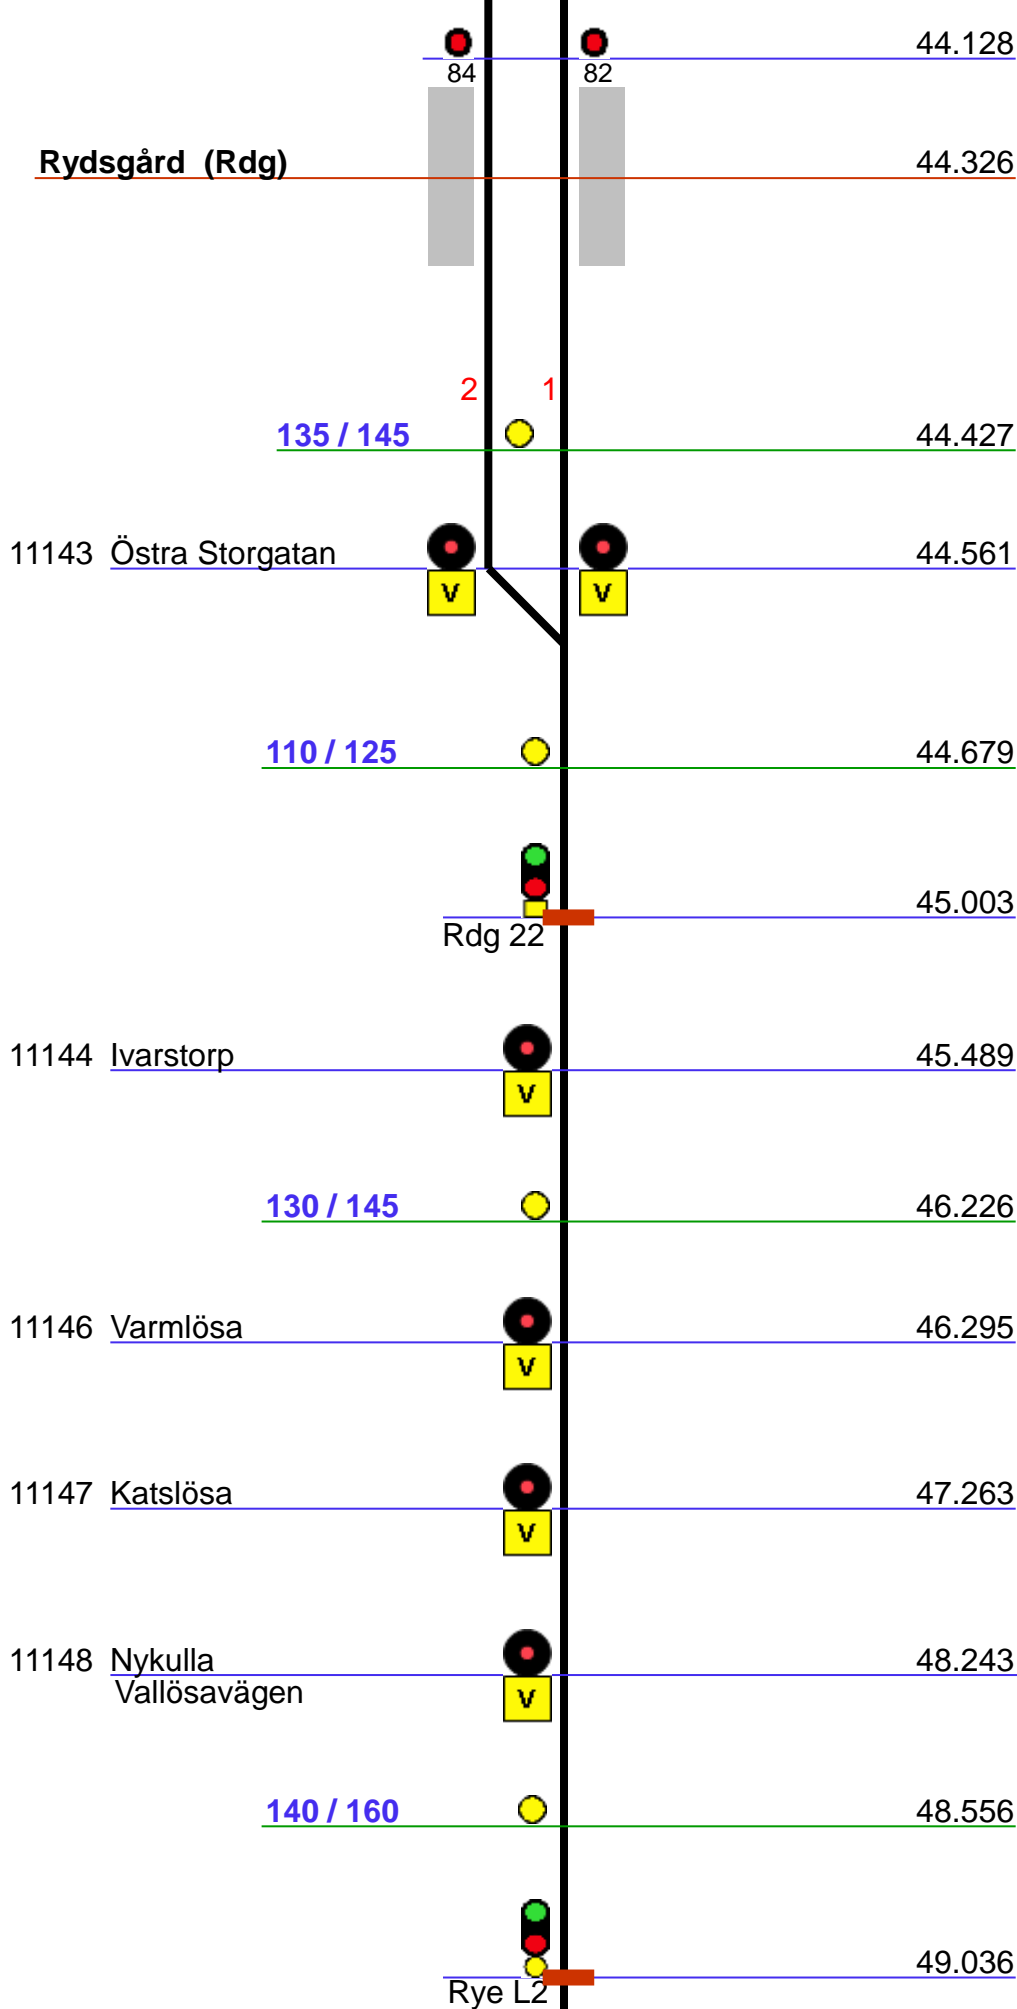 44.128
84 82
Rydsgård (Rdg) 44.326
2 1
135 / 145 44.427
11143 Östra Storgatan 44.561
V V
110 / 125 44.679
45.003
Rdg 22
11144 Ivarstorp 45.489
V
130 / 145 46.226
11146 Varmlösa 46.295
V
11147 Katslösa 47.263
V
11148 Nykulla 48.243
Vallösavägen V
140 / 160 48.556
49.036
Rye L2